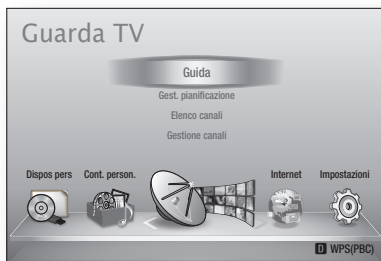 Guarda TV
Guida
Gest. pianificazione
Elenco canali
Gestione canali
Dispos pers Cont. person. Internet Impostazioni
D WPS(PBC)